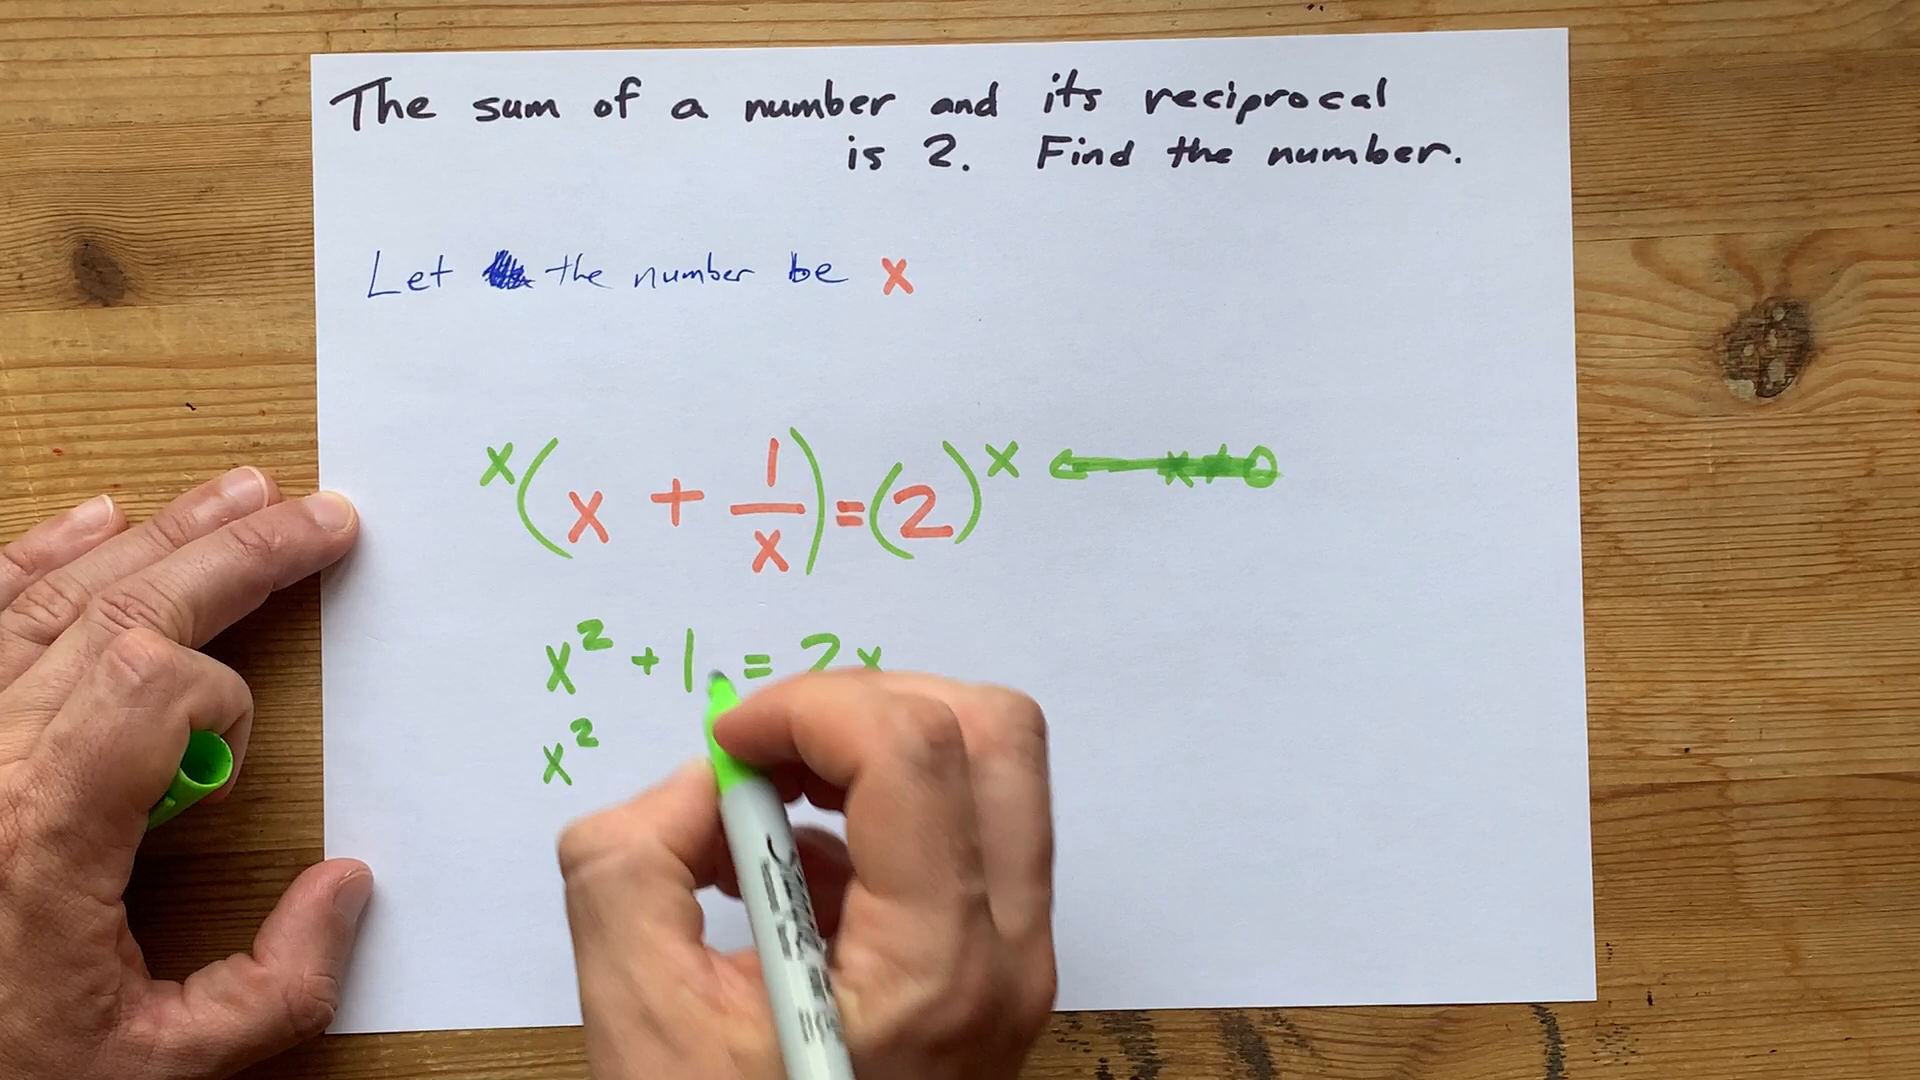 The sum of a number and its reciprocal
is 2. Find the number.
Let the number be x
x(x + 1/x) = (2)x ← x ≠ 0
x² + 1 = 2x
x²